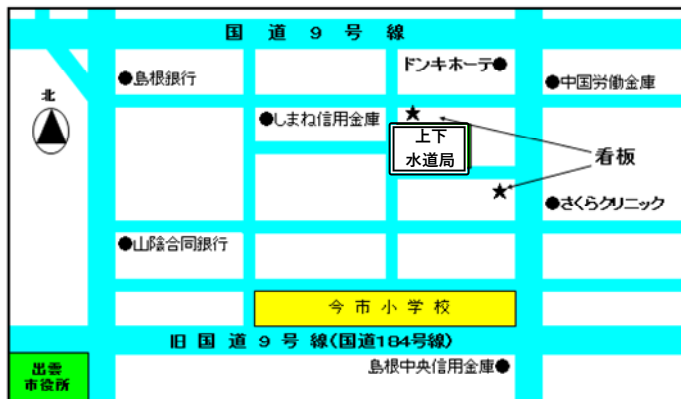 国道9号線
ドンキホーテ
島根銀行
中国労働金庫
北
しまね信用金庫
上下
水道局
看板
さくらクリニック
山陰合同銀行
今市小学校
旧国道9号線(国道184号線)
出雲
市役所
島根中央信用金庫